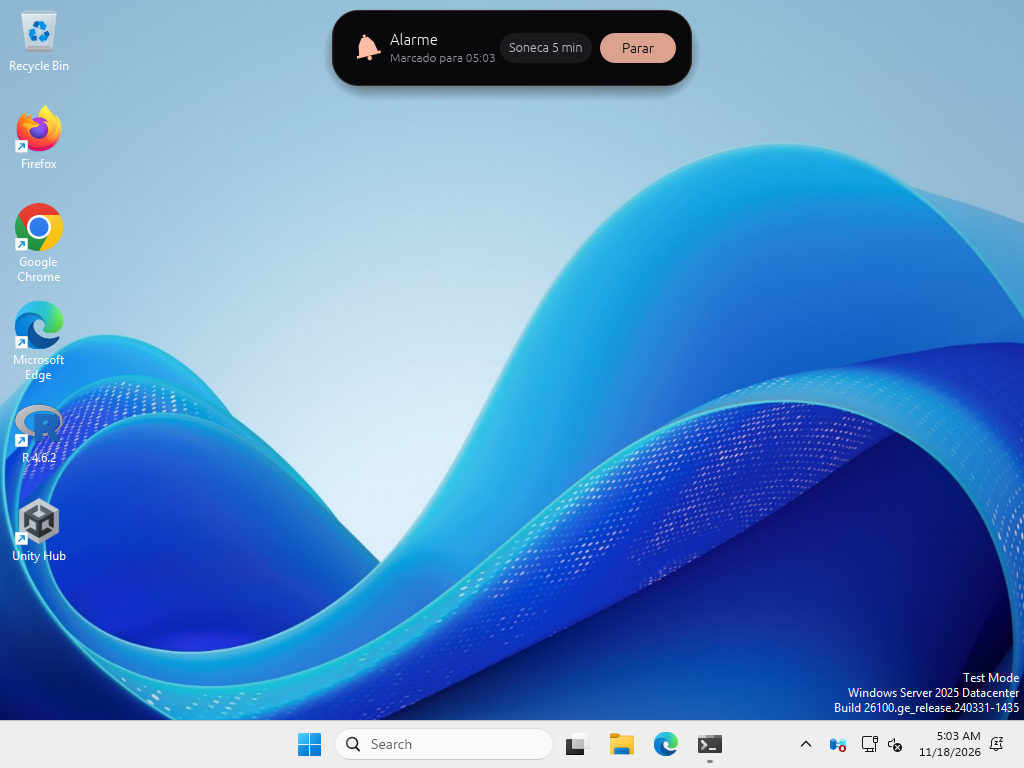 Alarme
Marcado para 05:03
Soneca 5 min
Parar
Recycle Bin
Firefox
Google
Chrome
Microsoft
Edge
R 4.6.2
Unity Hub
Test Mode
Windows Server 2025 Datacenter
Build 26100.ge_release.240331-1435
Search
5:03 AM
11/18/2026